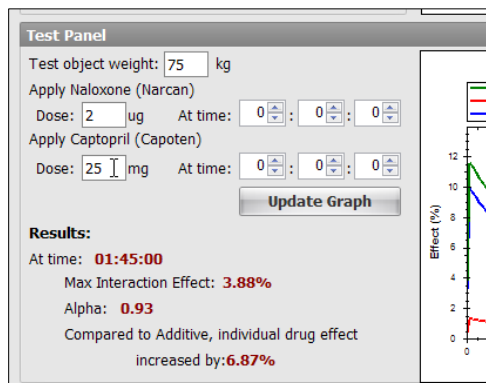 Test Panel
Test object weight: 75 kg
Apply Naloxone (Narcan)
Dose: 2 ug At time: 0 : 0 : 0
Apply Captopril (Capoten)
Dose: 25 mg At time: 0 : 0 : 0
Update Graph
Results:
At time: 01:45:00
Max Interaction Effect: 3.88%
Alpha: 0.93
Compared to Additive, individual drug effect
increased by:6.87%
Effect (%)
12
10
8
6
4
2
0
0